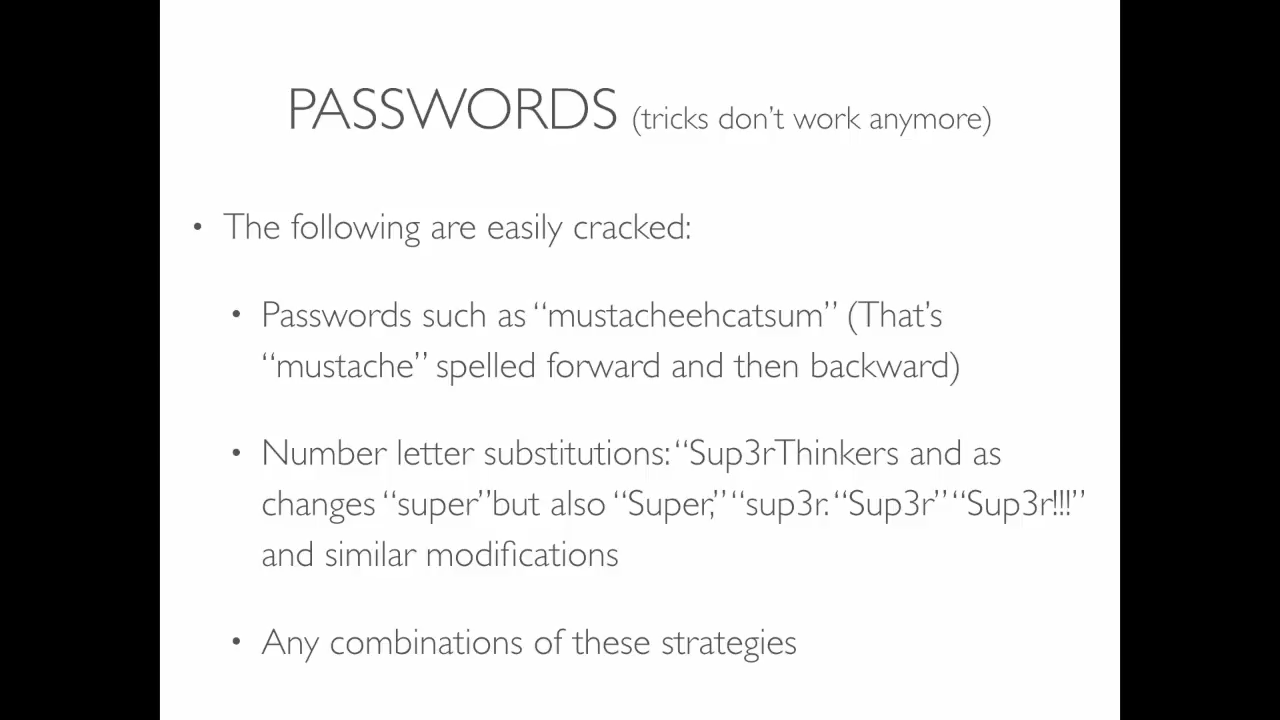 PASSWORDS (tricks don’t work anymore)
• The following are easily cracked:
• Passwords such as “mustacheehcatsum” (That’s
“mustache” spelled forward and then backward)
• Number letter substitutions: “Sup3rThinkers and as
changes “super”but also “Super,” “sup3r. “Sup3r” “Sup3r!!!”
and similar modifications
• Any combinations of these strategies